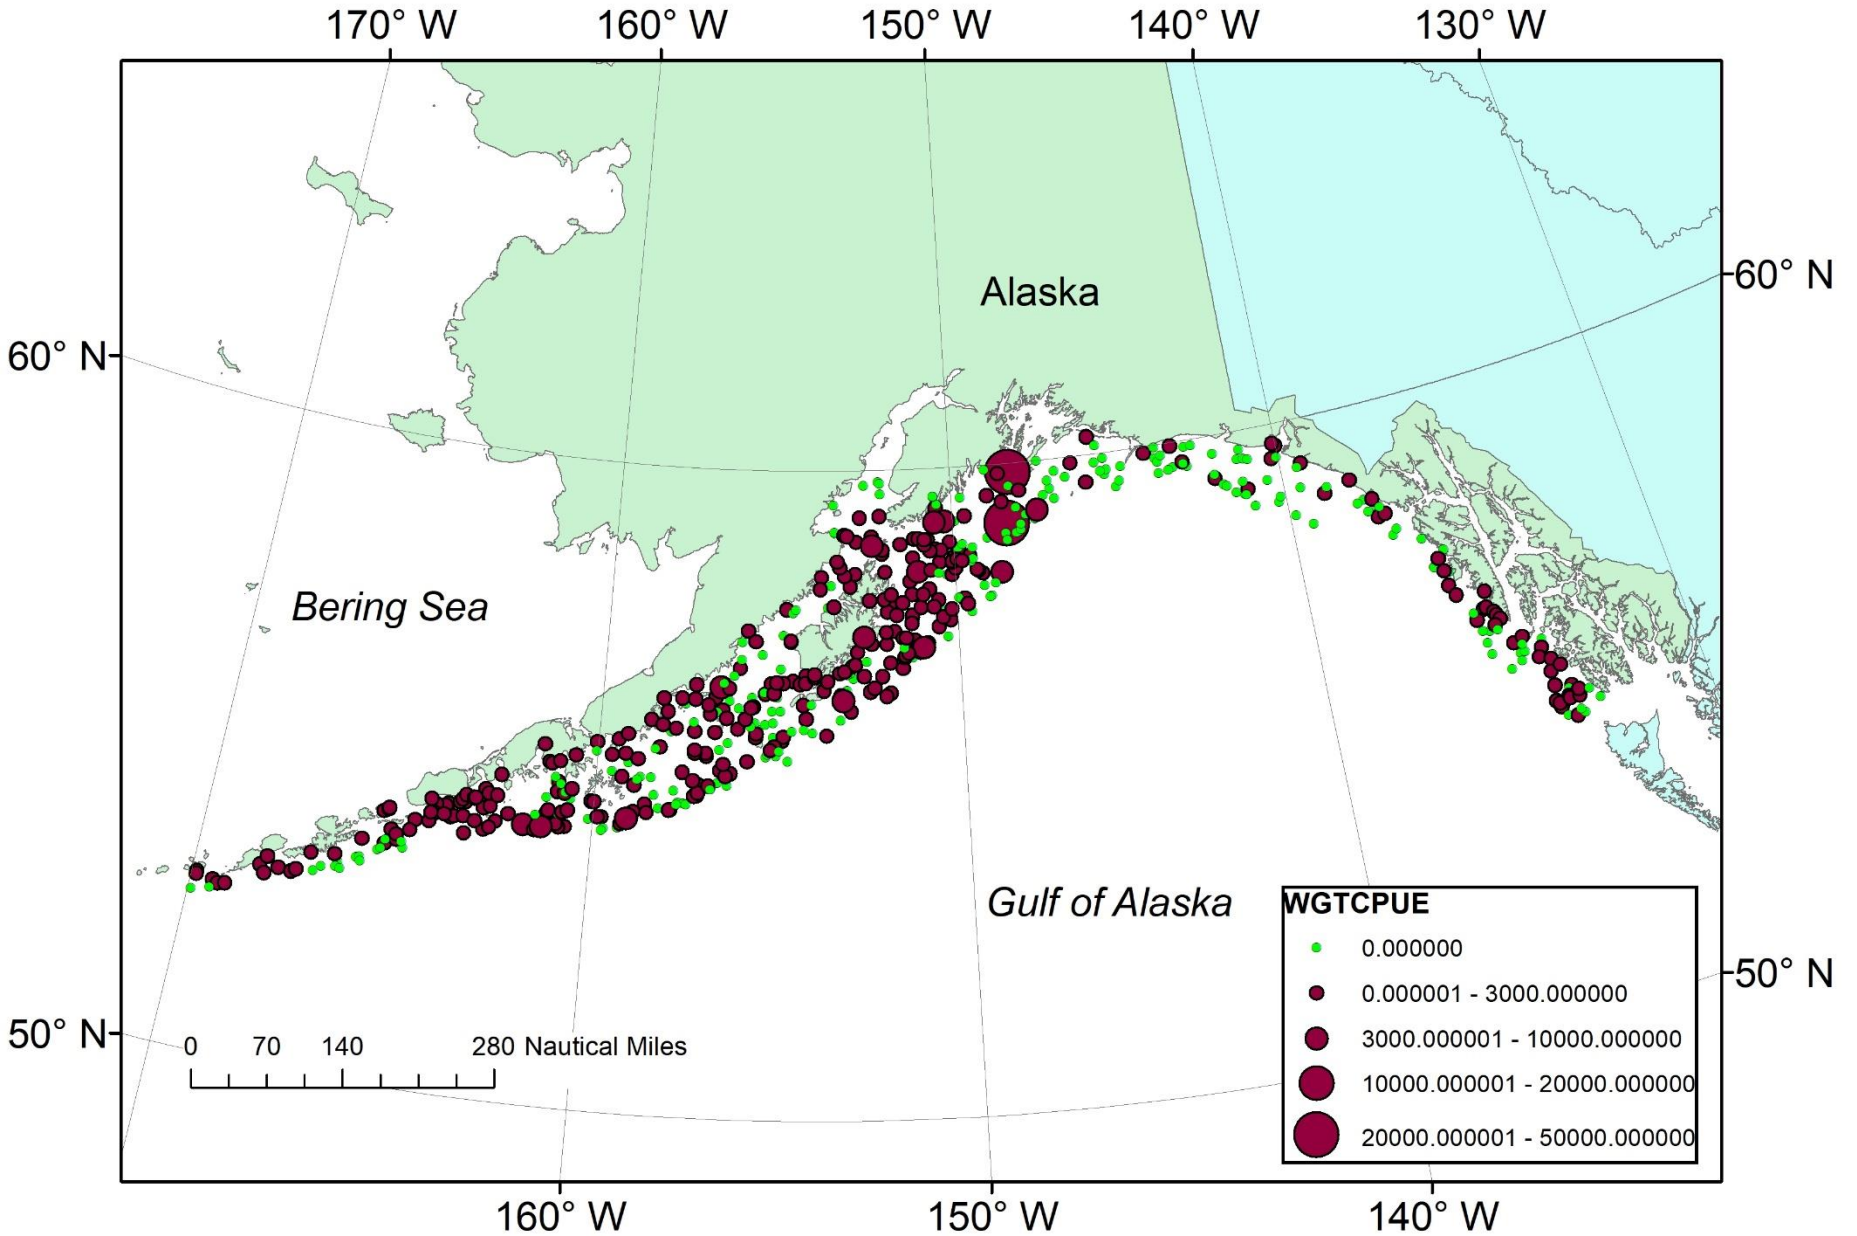 170° W 160° W 150° W 140° W 130° W
60° N
Alaska
60° N
Bering Sea
Gulf of Alaska
WGTCPUE
0.000000
0.000001 - 3000.000000
3000.000001 - 10000.000000
10000.000001 - 20000.000000
20000.000001 - 50000.000000
50° N
50° N
0 70 140 280 Nautical Miles
160° W 150° W 140° W